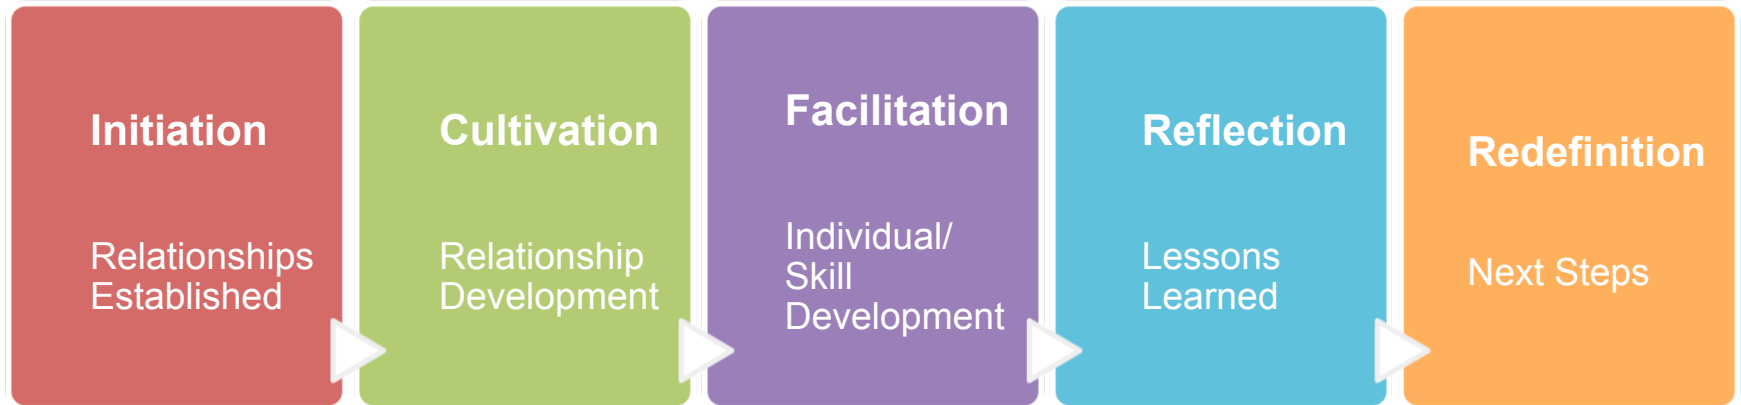 Initiation
Relationships
Established
Cultivation
Relationship
Development
Facilitation
Individual/
Skill
Development
Reflection
Lessons
Learned
Redefinition
Next Steps